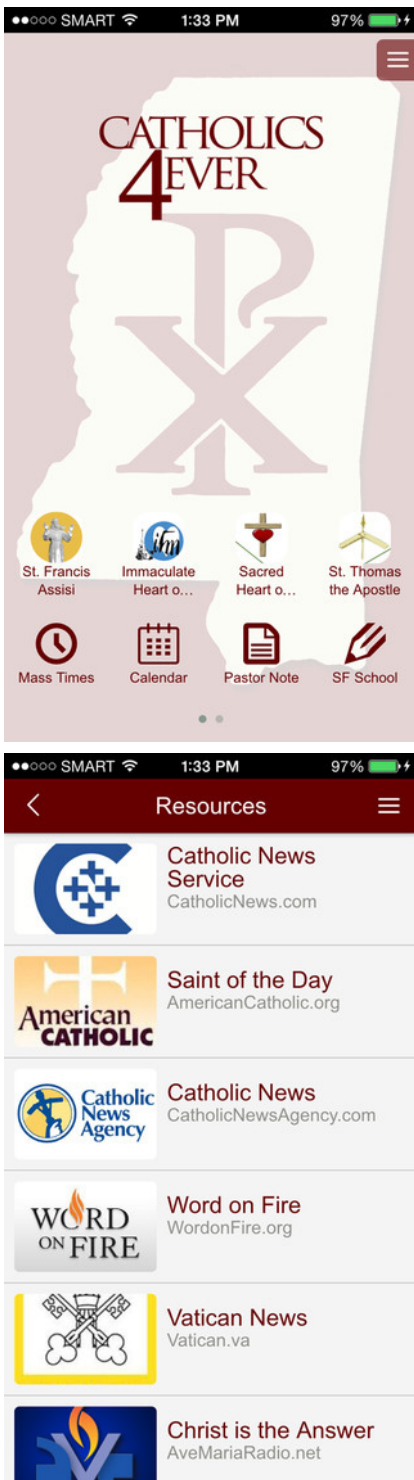 SMART 1:33 PM 97%
CATHOLICS
4EVER
ifm
St. Francis Immaculate Sacred St. Thomas
Assisi Heart o... Heart o... the Apostle
Mass Times Calendar Pastor Note SF School
SMART 1:33 PM 97%
Resources
Catholic News
Service
CatholicNews.com
American
CATHOLIC
Saint of the Day
AmericanCatholic.org
Catholic
News
Agency
Catholic News
CatholicNewsAgency.com
WORD
ON FIRE
Word on Fire
WordonFire.org
Vatican News
Vatican.va
Christ is the Answer
AveMariaRadio.net